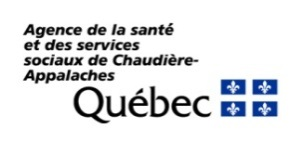 Agence de la santé
et des services
sociaux de Chaudière-
Appalaches
Québec